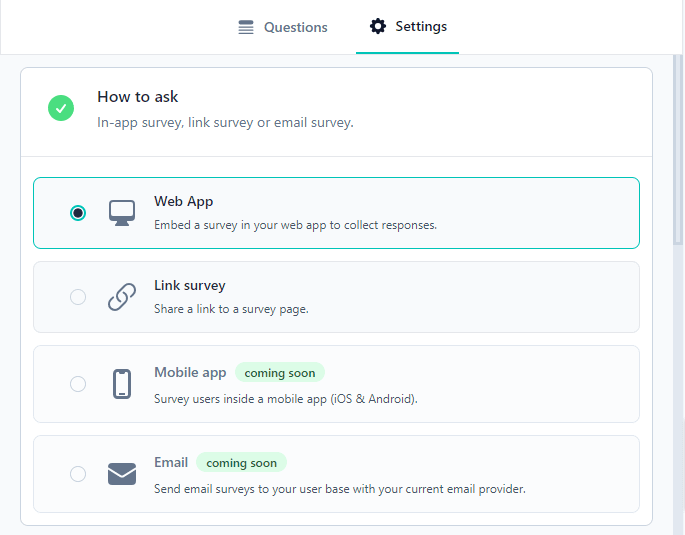 Questions
Settings
How to ask
In-app survey, link survey or email survey.
Web App
Embed a survey in your web app to collect responses.
Link survey
Share a link to a survey page.
Mobile app coming soon
Survey users inside a mobile app (iOS & Android).
Email coming soon
Send email surveys to your user base with your current email provider.